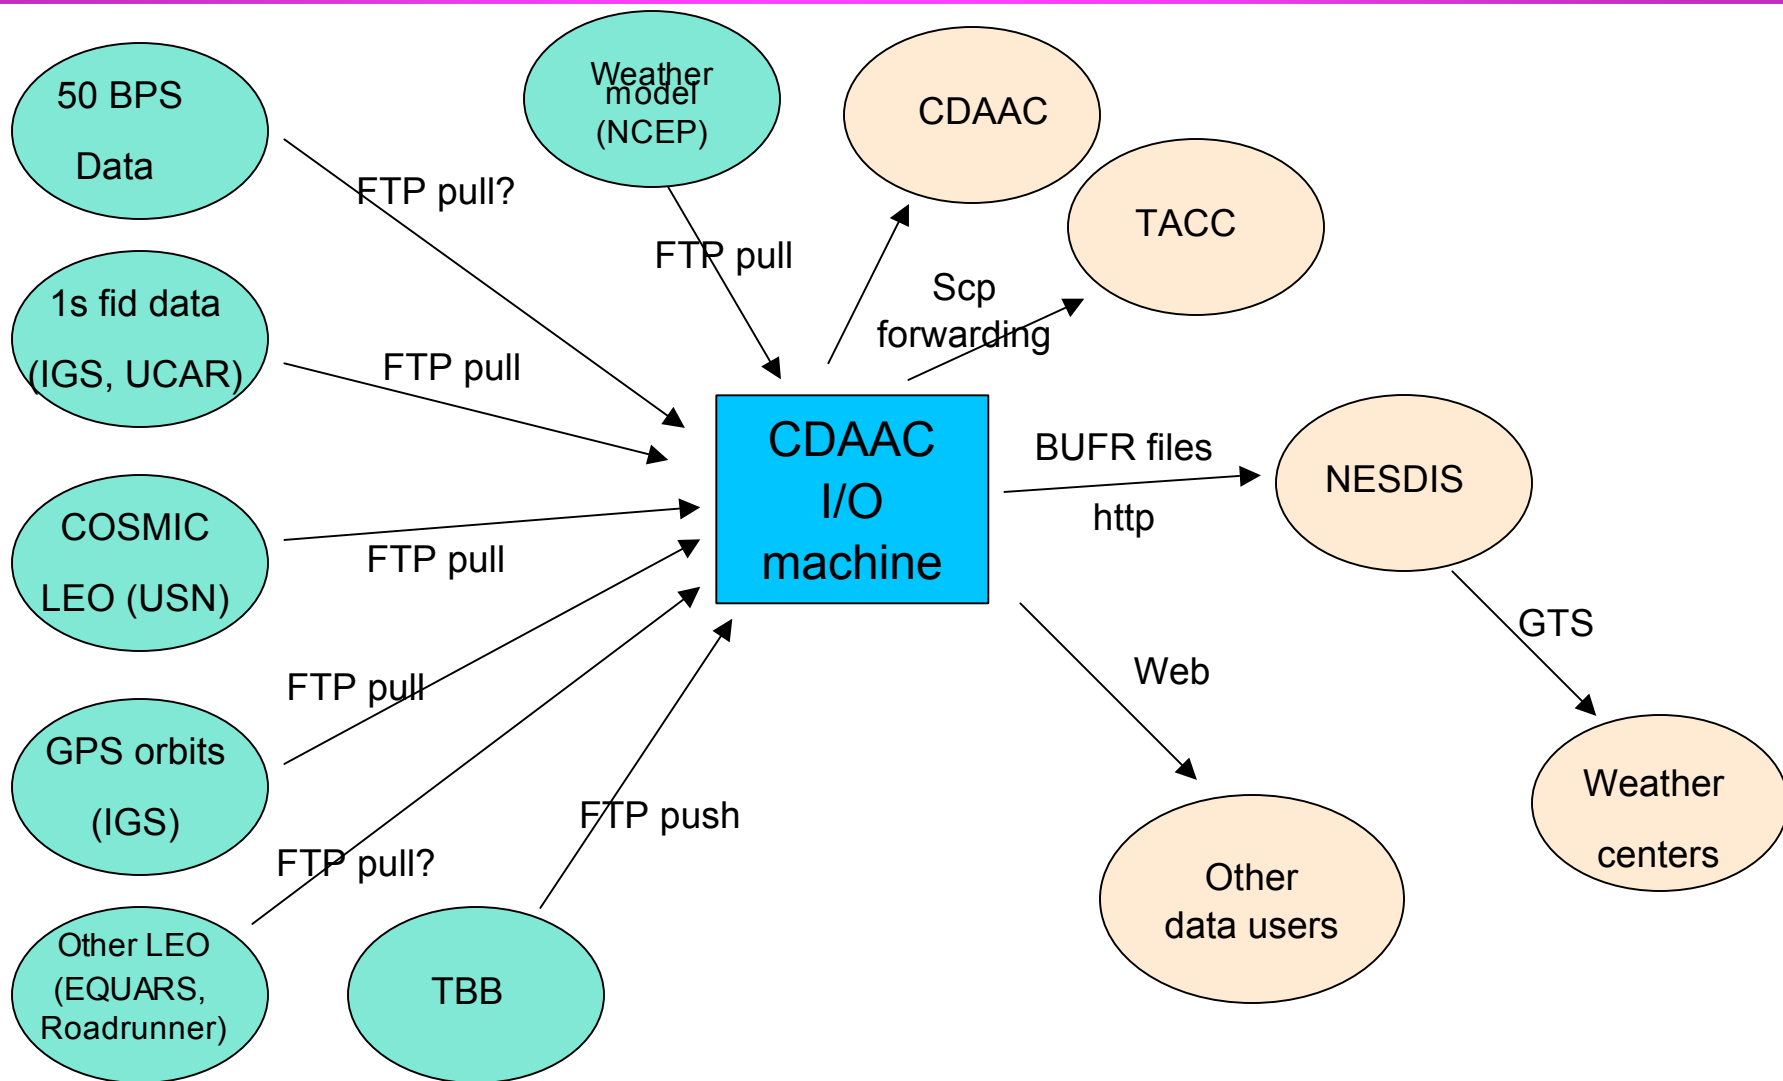 50 BPS
Data
Weather
model
(NCEP)
CDAAC
TACC
FTP pull?
FTP pull
Scp
forwarding
1s fid data
(IGS, UCAR)
FTP pull
CDAAC
I/O
machine
BUFR files
http
NESDIS
COSMIC
LEO (USN)
FTP pull
GTS
Web
FTP pull
GPS orbits
(IGS)
Weather
centers
FTP push
FTP pull?
Other
data users
Other LEO
(EQUARS,
Roadrunner)
TBB